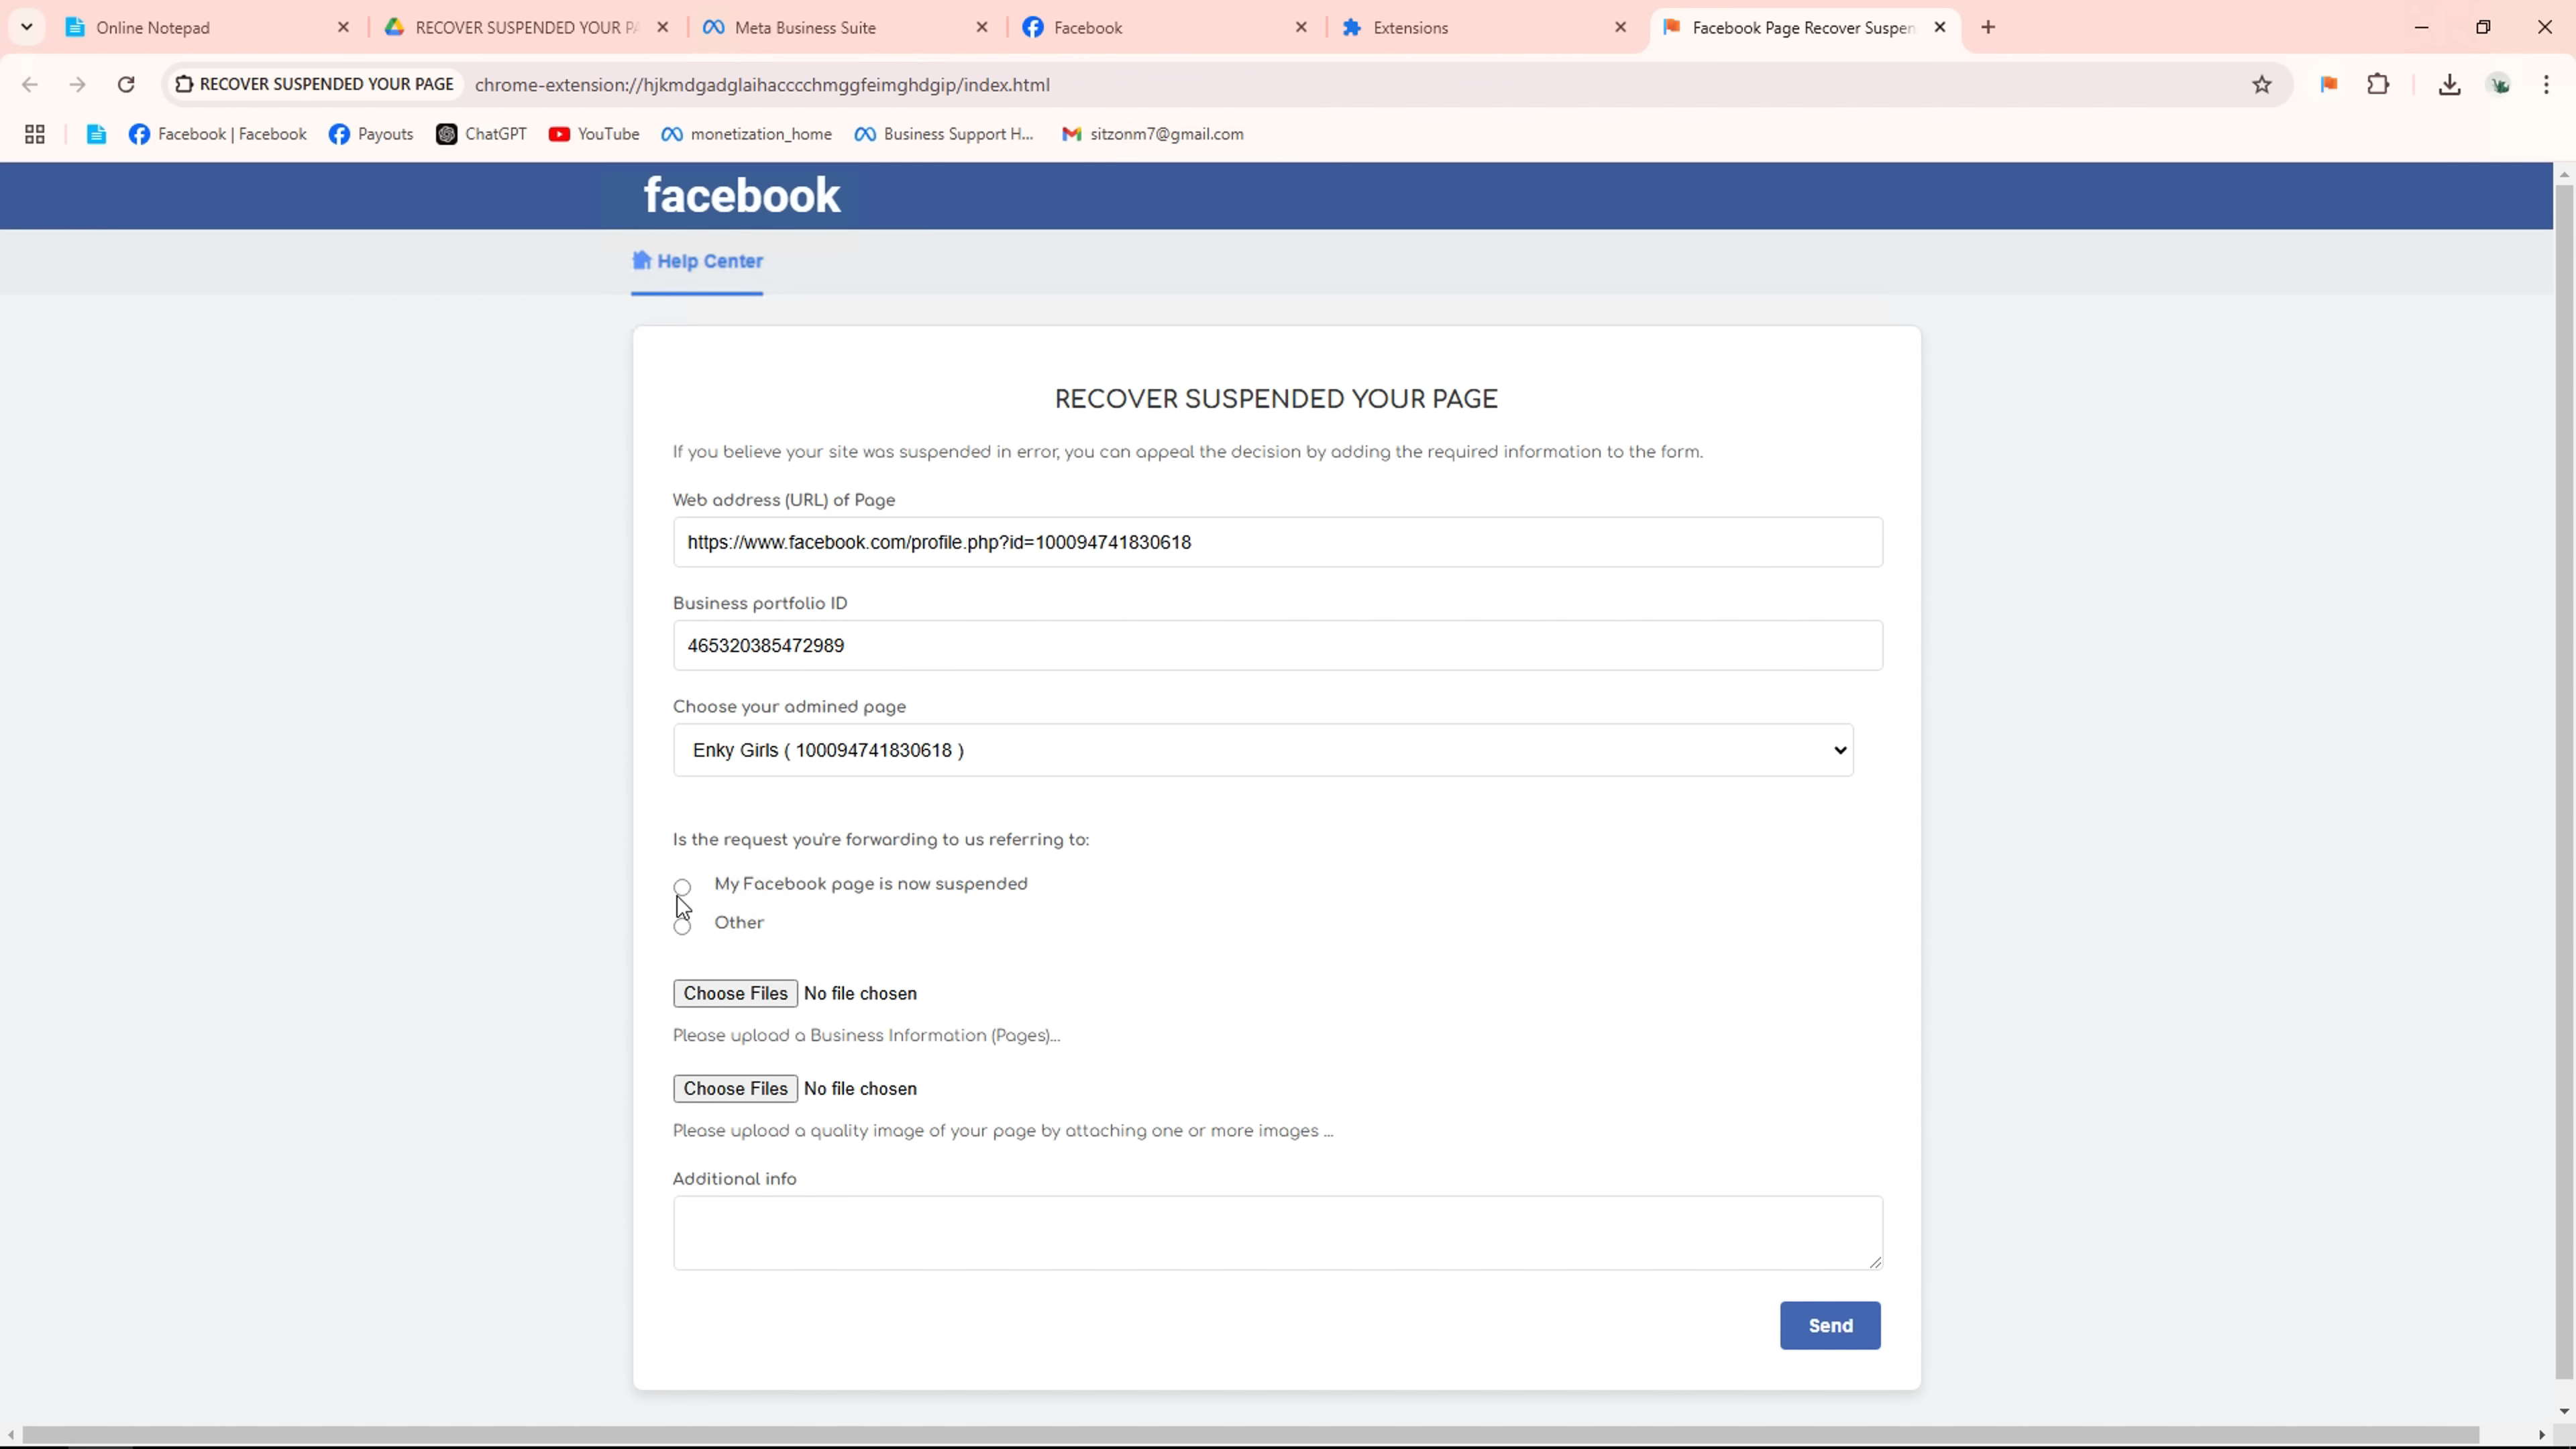 Online Notepad
RECOVER SUSPENDED YOUR PA
Meta Business Suite
Facebook
Extensions
Facebook Page Recover Suspen
RECOVER SUSPENDED YOUR PAGE
chrome-extension://hjkmdgadglaihacccchmggfeimghdgip/index.html
Facebook | Facebook
Payouts
ChatGPT
YouTube
monetization_home
Business Support H...
sitzonm7@gmail.com
facebook
Help Center
RECOVER SUSPENDED YOUR PAGE
If you believe your site was suspended in error, you can appeal the decision by adding the required information to the form.
Web address (URL) of Page
https://www.facebook.com/profile.php?id=100094741830618
Business portfolio ID
465320385472989
Choose your admined page
Enky Girls ( 100094741830618 )
Is the request you're forwarding to us referring to:
My Facebook page is now suspended
Other
Choose Files No file chosen
Please upload a Business Information (Pages)...
Choose Files No file chosen
Please upload a quality image of your page by attaching one or more images ...
Additional info
Send